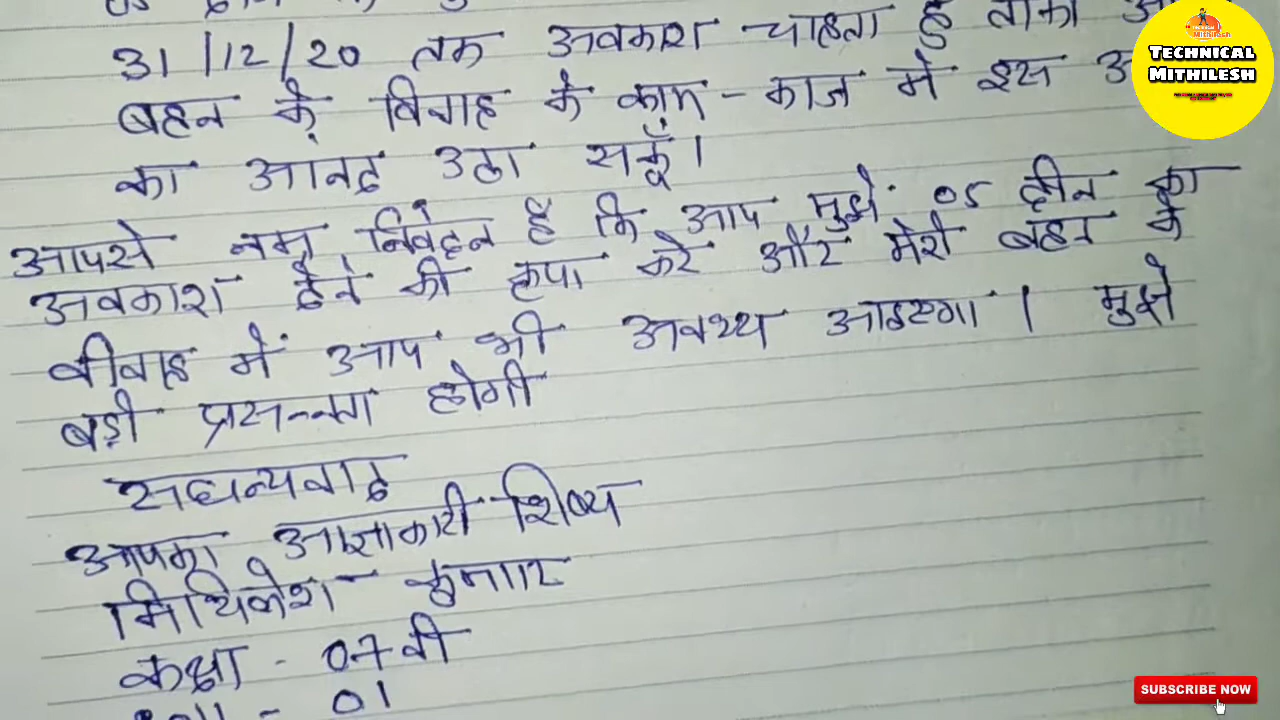 31/12/20 तक अवकाश चाहता हूँ ताकी
बहन के विवाह के काम-काज मे इस
का आनंद उठा सकूँ।
आपसे नम्र निवेदन है कि आप मुझे 05 दीन का
अवकाश देने की कृपा करे और मेरी बहन के
वीवाह में आप भी अवश्य आइएगा। मुझे
बड़ी प्रसन्नता होगी
सधन्यवाद
आपका आज्ञाकारी शिष्य
मिथिलेश कुमार
कक्षा - 07वी
01
TECHNICAL
MITHILESH
SUBSCRIBE NOW